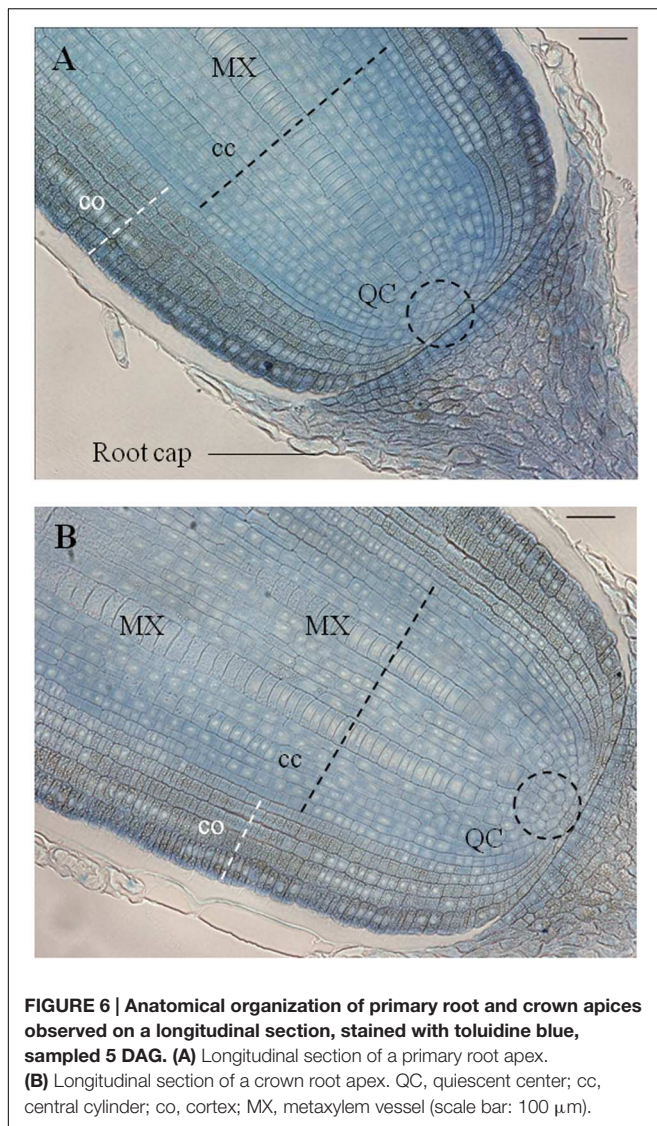 A
MX
cc
co
QC
Root cap
B
MX
MX
cc
co
QC
FIGURE 6 | Anatomical organization of primary root and crown apices
observed on a longitudinal section, stained with toluidine blue,
sampled 5 DAG. (A) Longitudinal section of a primary root apex.
(B) Longitudinal section of a crown root apex. QC, quiescent center; cc,
central cylinder; co, cortex; MX, metaxylem vessel (scale bar: 100 μm).